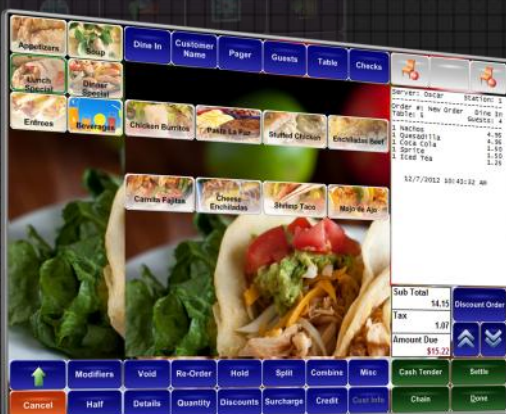 Appetizers
Soup
Lunch
Special
Dinner
Special
Entrees
Beverages
Dine In
Customer
Name
Pager
Guests
Table
Checks
Chicken Burritos
Pasta La Paz
Stuffed Chicken
Enchiladas Beef
Carnita Fajitas
Cheese
Enchiladas
Shrimp Taco
Mojo de Ajo
Server: Oscar Station: 1
Order #: New Order Dine In
Table: 6 Guests: 4
1 Nachos 4.95
1 Quesadilla 4.95
1 Coca Cola 1.50
1 Sprite 1.50
1 Iced Tea 1.25
12/7/2012 10:43:32 AM
Sub Total
14.15
Discount Order
Tax
1.07
Amount Due
$15.22
Modifiers
Void
Re-Order
Hold
Split
Combine
Misc
Cash Tender
Settle
Cancel
Half
Details
Quantity
Discounts
Surcharge
Credit
Cust Info
Chain
Done